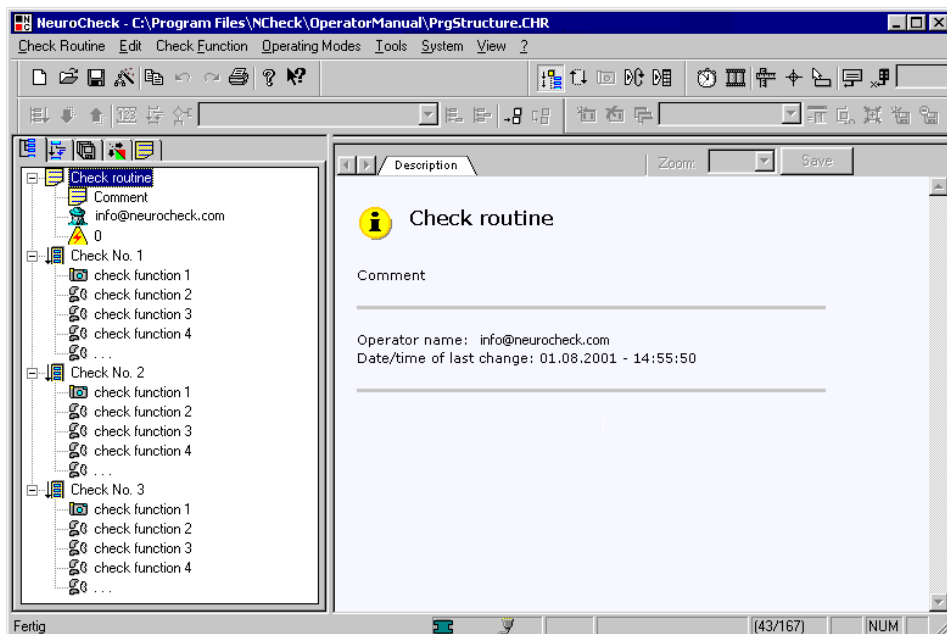 NeuroCheck - C:\Program Files\NCheck\OperatorManual\PrgStructure.CHR
Check Routine Edit Check Function Operating Modes Tools System View ?
123
Description Zoom: Save
Check routine
Comment
info@neurocheck.com
0
Check No. 1
check function 1
check function 2
check function 3
check function 4
. . .
Check No. 2
check function 1
check function 2
check function 3
check function 4
. . .
Check No. 3
check function 1
check function 2
check function 3
check function 4
. . .
Check routine
Comment
Operator name: info@neurocheck.com
Date/time of last change: 01.08.2001 - 14:55:50
Fertig (43/167) NUM